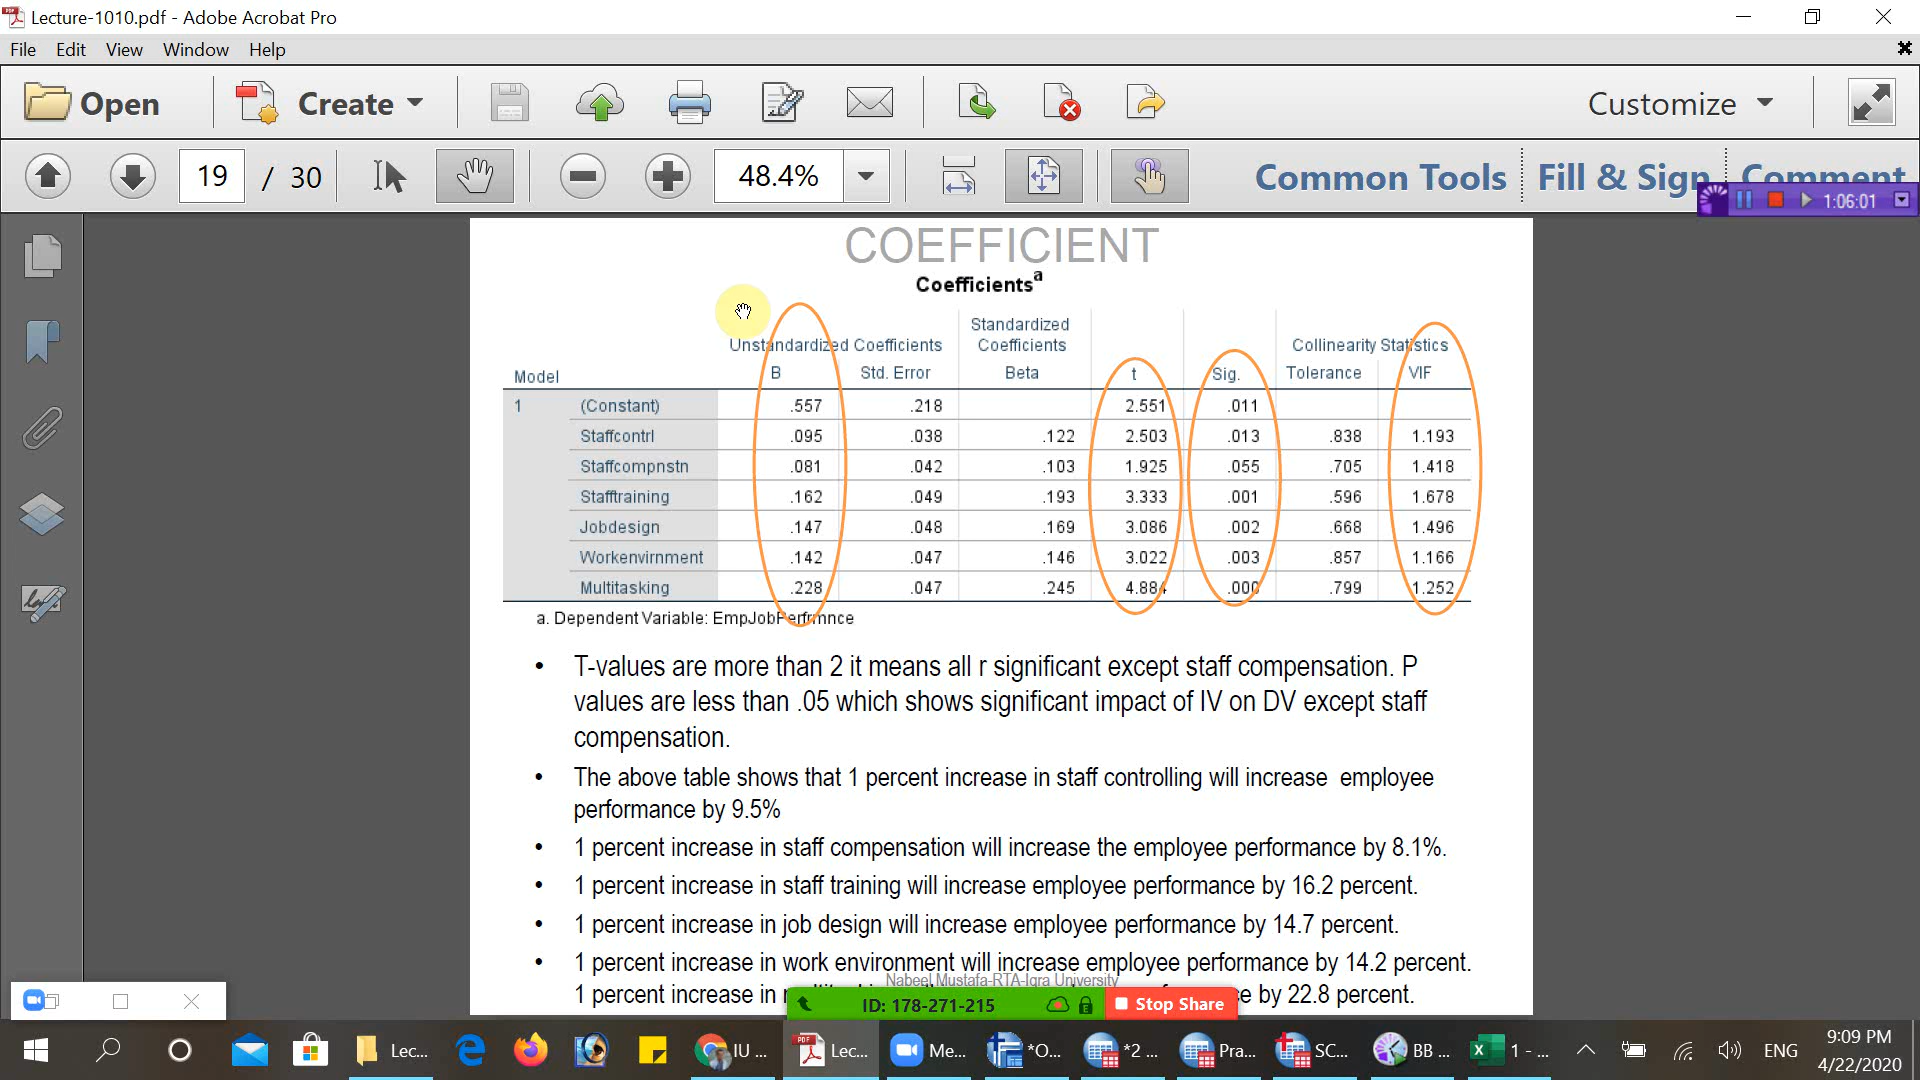 Lecture-1010.pdf - Adobe Acrobat Pro
File Edit View Window Help
Open Create Customize
19 / 30 48.4% Common Tools Fill & Sign Comment
1:06:01
COEFFICIENT
Coefficientsa
Unstandardized Coefficients Standardized Coefficients Collinearity Statistics
Model B Std. Error Beta t Sig. Tolerance VIF
1 (Constant) .557 .218 2.551 .011
Staffcontrl .095 .038 .122 2.503 .013 .838 1.193
Staffcompnstn .081 .042 .103 1.925 .055 .705 1.418
Stafftraining .162 .049 .193 3.333 .001 .596 1.678
Jobdesign .147 .048 .169 3.086 .002 .668 1.496
Workenvirnment .142 .047 .146 3.022 .003 .857 1.166
Multitasking .228 .047 .245 4.884 .000 .799 1.252
a. Dependent Variable: EmpJobPerfrmnce
• T-values are more than 2 it means all r significant except staff compensation. P
values are less than .05 which shows significant impact of IV on DV except staff
compensation.
• The above table shows that 1 percent increase in staff controlling will increase employee
performance by 9.5%
• 1 percent increase in staff compensation will increase the employee performance by 8.1%.
• 1 percent increase in staff training will increase employee performance by 16.2 percent.
• 1 percent increase in job design will increase employee performance by 14.7 percent.
• 1 percent increase in work environment will increase employee performance by 14.2 percent.
Nabeel Mustafa-RTA-Iqra University
1 percent increase in by 22.8 percent.
ID: 178-271-215 Stop Share
Lec... IU ... Lec... Me... *O... *2 ... Pra... SC... BB ... 1 - ... ENG
9:09 PM
4/22/2020